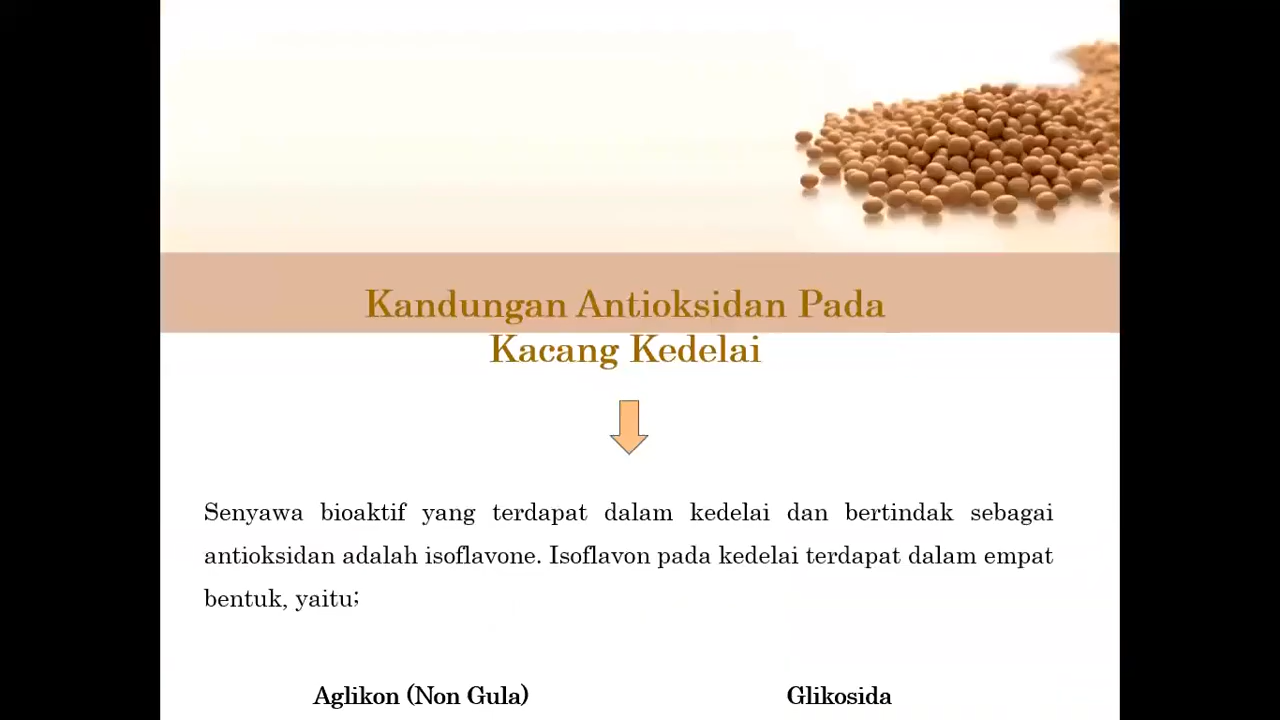 Kandungan Antioksidan Pada
Kacang Kedelai
Senyawa bioaktif yang terdapat dalam kedelai dan bertindak sebagai
antioksidan adalah isoflavone. Isoflavon pada kedelai terdapat dalam empat
bentuk, yaitu;
Aglikon (Non Gula)
Glikosida